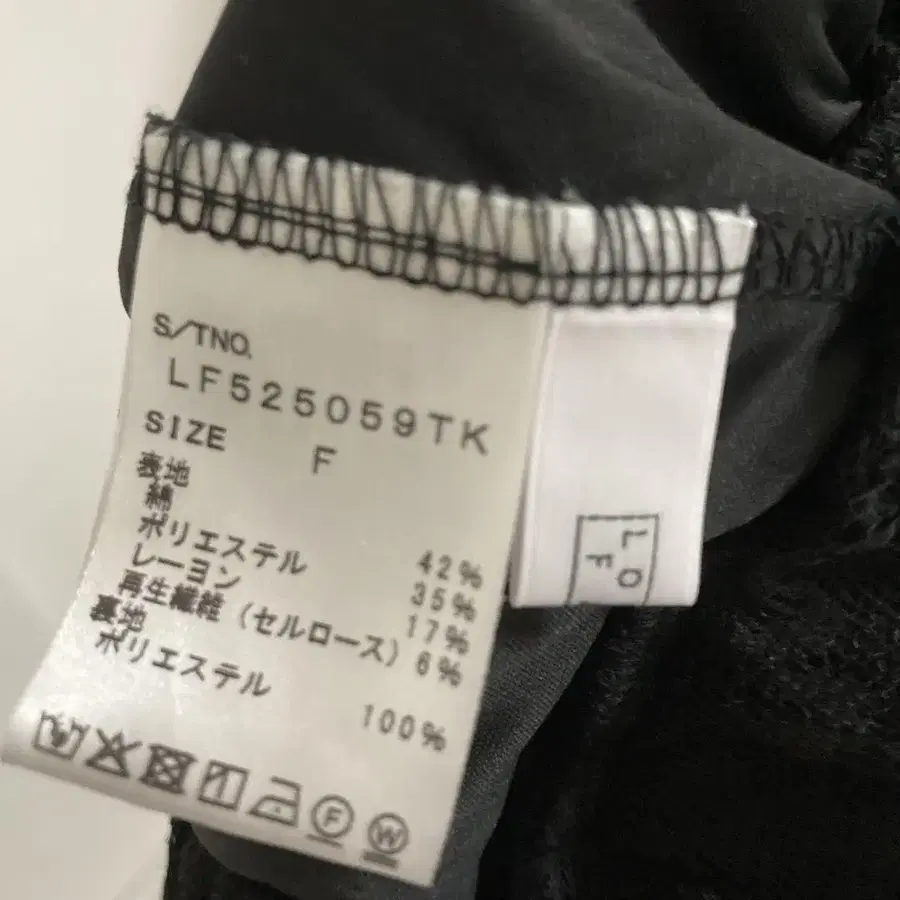 S/TNO.
LF525059TK
SIZE F
表地
綿 42%
ポリエステル 35%
レーヨン 17%
再生繊維(セルロース) 6%
裏地
ポリエステル 100%
F
W
LO
F